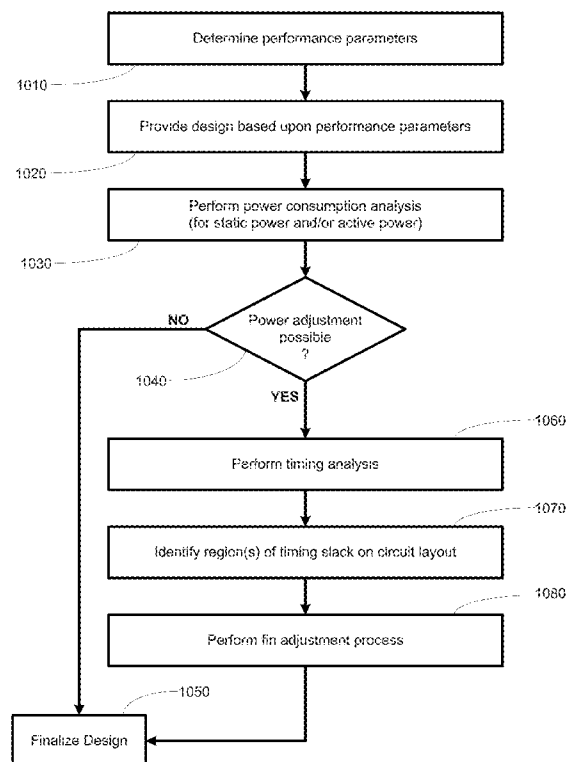 Determine performance parameters
1010
Provide design based upon performance parameters
1020
Perform power consumption analysis
(for static power and/or active power)
1030
NO
Power adjustment
possible
?
1040
YES
1060
Perform timing analysis
1070
Identify region(s) of timing slack on circuit layout
1080
Perform fin adjustment process
1050
Finalize Design